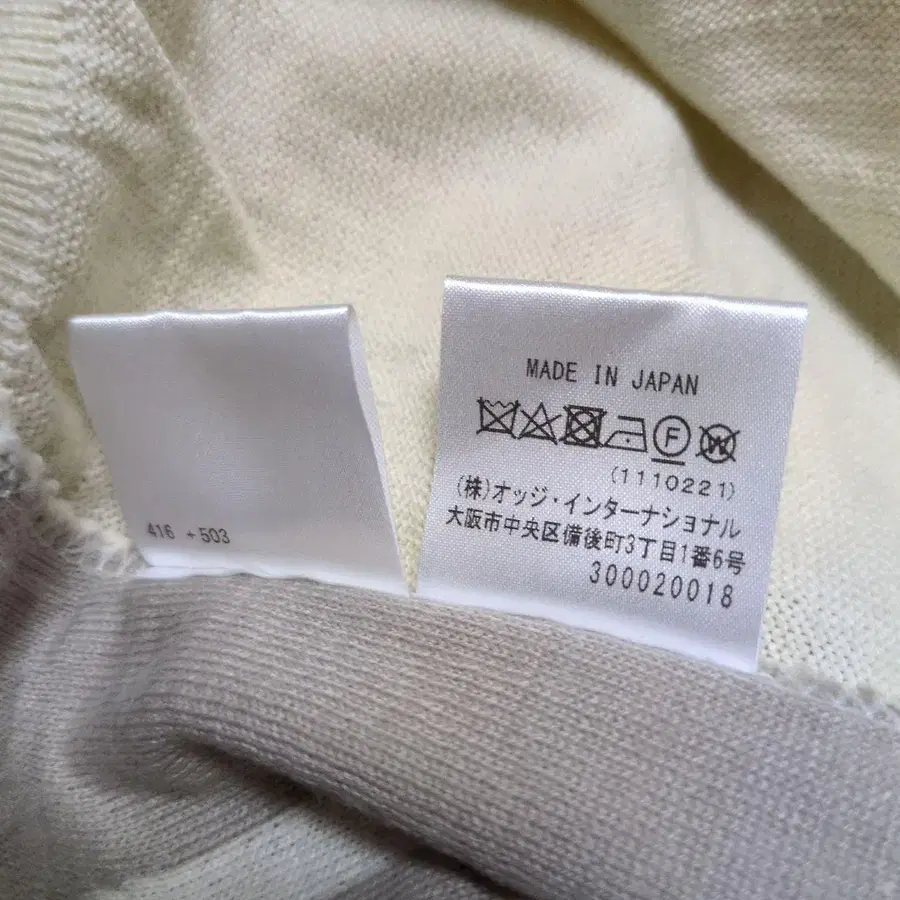 416 +503
MADE IN JAPAN
F W
(1110221)
(株)オッジ・インターナショナル
大阪市中央区備後町3丁目1番6号
300020018